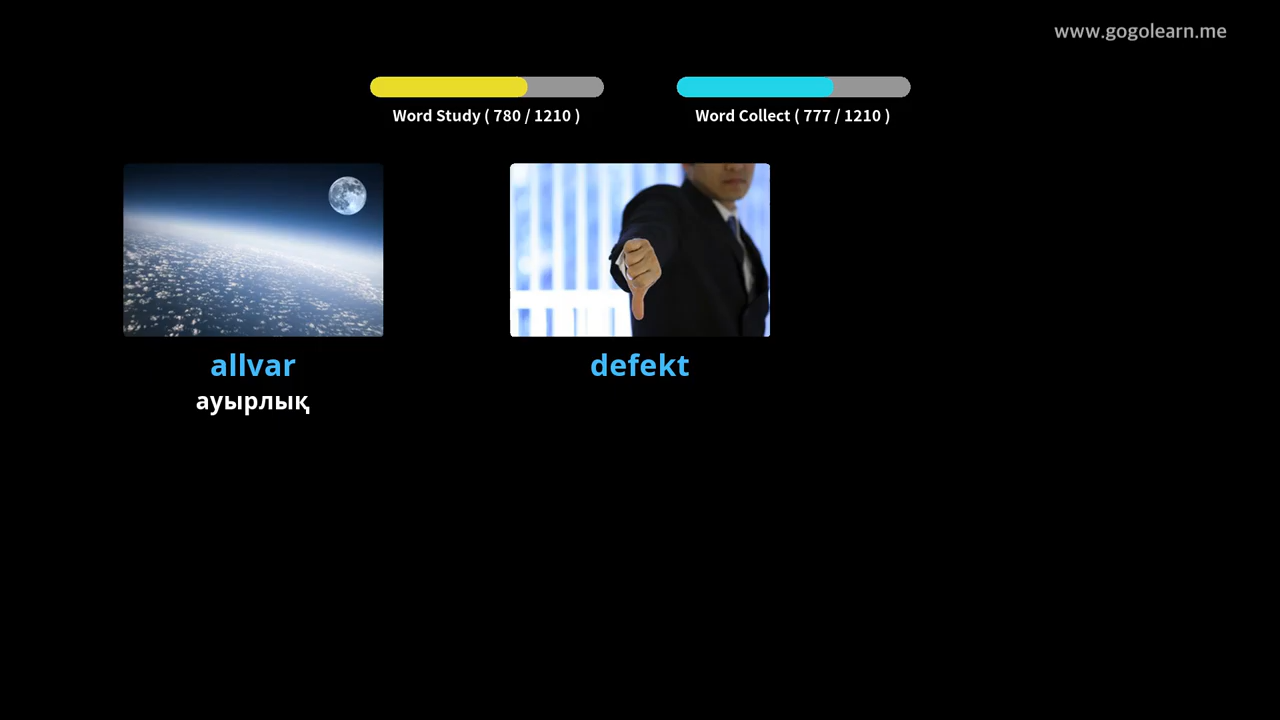 www.gogolearn.me
Word Study ( 780 / 1210 )
Word Collect ( 777 / 1210 )
allvar
ауырлық
defekt